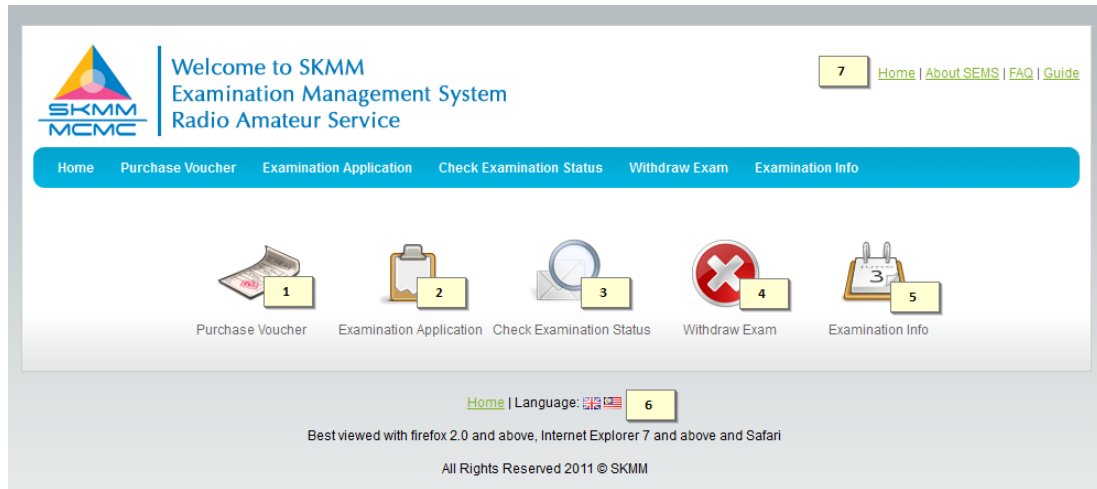 SKMM
MCMC
Welcome to SKMM
Examination Management System
Radio Amateur Service
7
Home | About SEMS | FAQ | Guide
Home Purchase Voucher Examination Application Check Examination Status Withdraw Exam Examination Info
June
3
1 2 3 4 5
Purchase Voucher Examination Application Check Examination Status Withdraw Exam Examination Info
Home | Language: 6
Best viewed with firefox 2.0 and above, Internet Explorer 7 and above and Safari
All Rights Reserved 2011 © SKMM